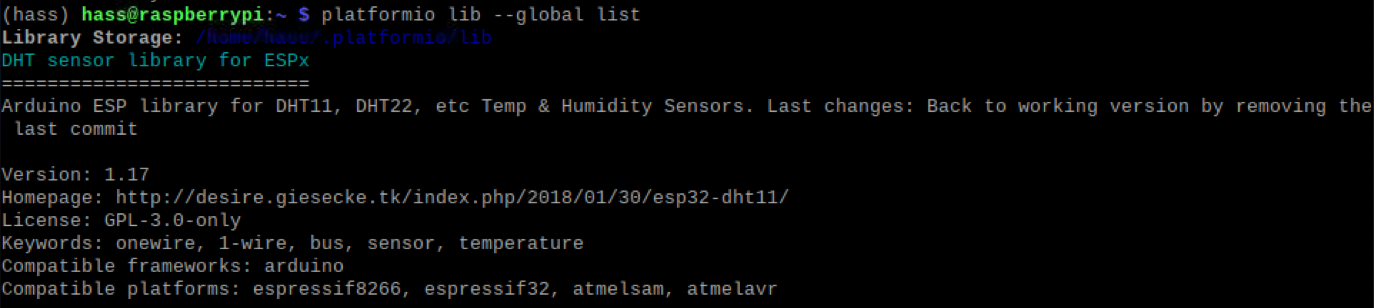 (hass) hass@raspberrypi:~ $ platformio lib --global list
Library Storage: /home/hass/.platformio/lib
DHT sensor library for ESPx
===========================
Arduino ESP library for DHT11, DHT22, etc Temp & Humidity Sensors. Last changes: Back to working version by removing the
last commit
Version: 1.17
Homepage: http://desire.giesecke.tk/index.php/2018/01/30/esp32-dht11/
License: GPL-3.0-only
Keywords: onewire, 1-wire, bus, sensor, temperature
Compatible frameworks: arduino
Compatible platforms: espressif8266, espressif32, atmelsam, atmelavr